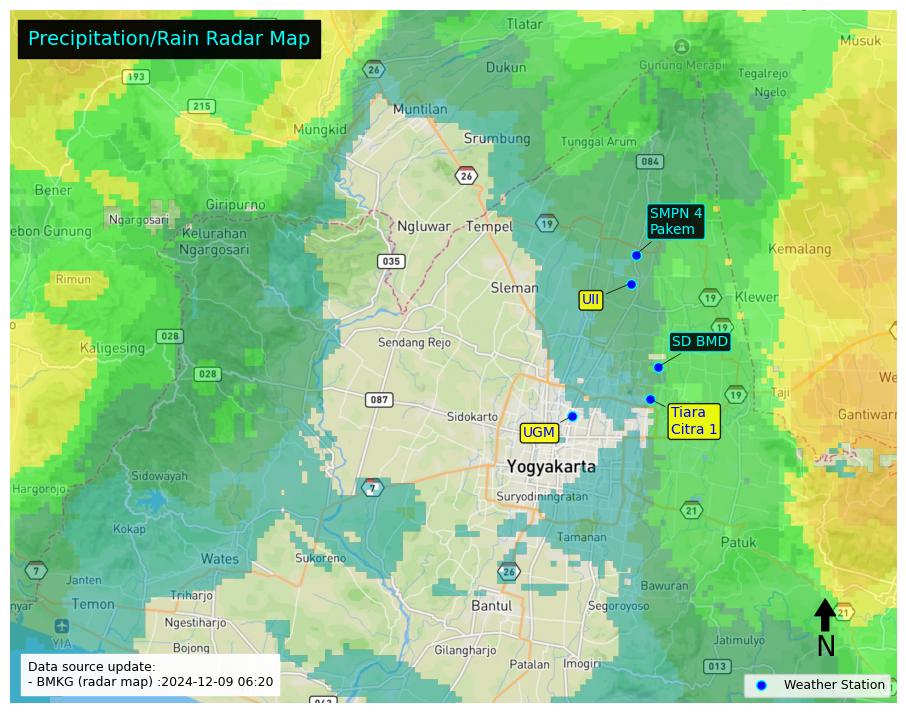 Precipitation/Rain Radar Map
Tlatar
Musuk
Gunung Merapi
26
Dukun
Tegalrejo
193
Ngelo
215
Muntilan
Mungkid
Srumbung
Tunggal Arum
084
26
Bener
Giripurno
SMPN 4
Pakem
Ngargosari
ebon Gunung
Kelurahan
Ngargosari
Ngluwar
Tempel
19
Kemalang
035
Rimun
Sleman
UII
19
Klewer
19
028
Kaligesing
Sendang Rejo
SD BMD
028
087
19
Taji
We
Sidokarto
UGM
Tiara
Citra 1
Gantiwarn
Yogyakarta
Sidowayah
Hargorojo
7
Suryodiningratan
21
Kokap
Tamanan
Patuk
Wates
Sukoreno
7
Janten
26
Bawuran
Triharjo
nyar
Temon
Bantul
Segoroyoso
21
Ngestiharjo
YIA
N
Bojong
Gilangharjo
Jatimulyo
Patalan
Imogiri
013
Data source update:
- BMKG (radar map) :2024-12-09 06:20
Weather Station